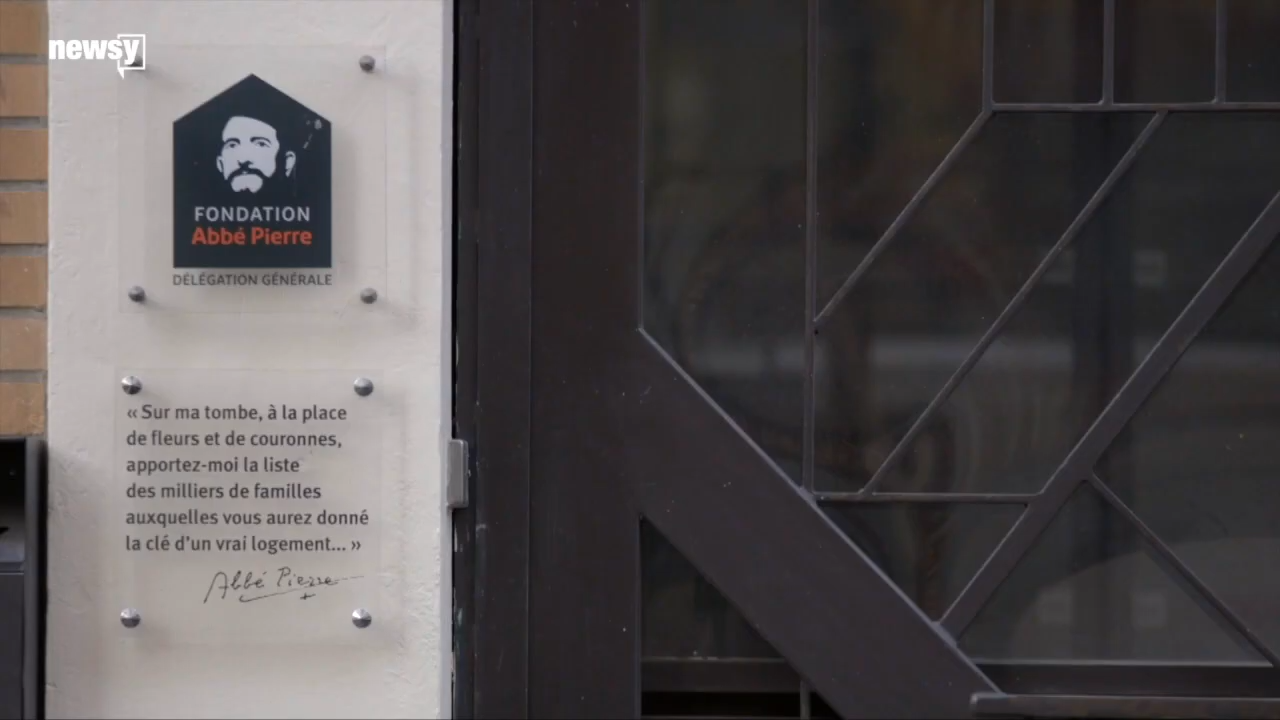 newsy
FONDATION
Abbé Pierre
DÉLÉGATION GÉNÉRALE
« Sur ma tombe, à la place
de fleurs et de couronnes,
apportez-moi la liste
des milliers de familles
auxquelles vous aurez donné
la clé d'un vrai logement... »
Abbé Pierre